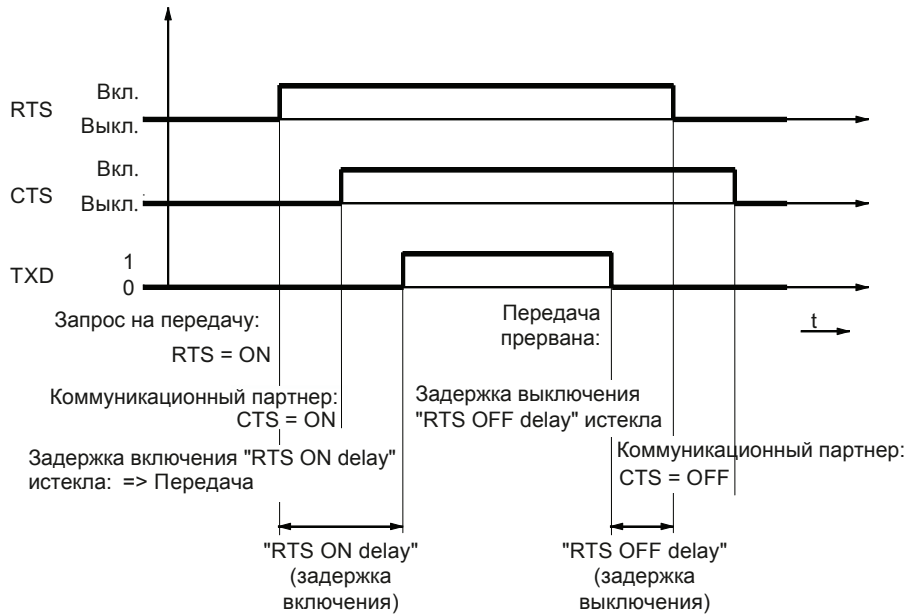 Вкл.
RTS
Выкл.
Вкл.
CTS
Выкл.
1
TXD
0
Запрос на передачу:
RTS = ON
Передача
прервана:
t
Коммуникационный партнер:
CTS = ON
Задержка выключения
"RTS OFF delay" истекла
Коммуникационный партнер:
CTS = OFF
Задержка включения "RTS ON delay"
истекла: => Передача
"RTS ON delay"
(задержка
включения)
"RTS OFF delay"
(задержка
выключения)